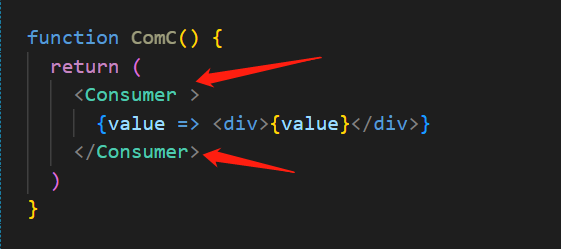 function ComC() {
  return (
    <Consumer >
      {value => <div>{value}</div>}
    </Consumer>
  )
}